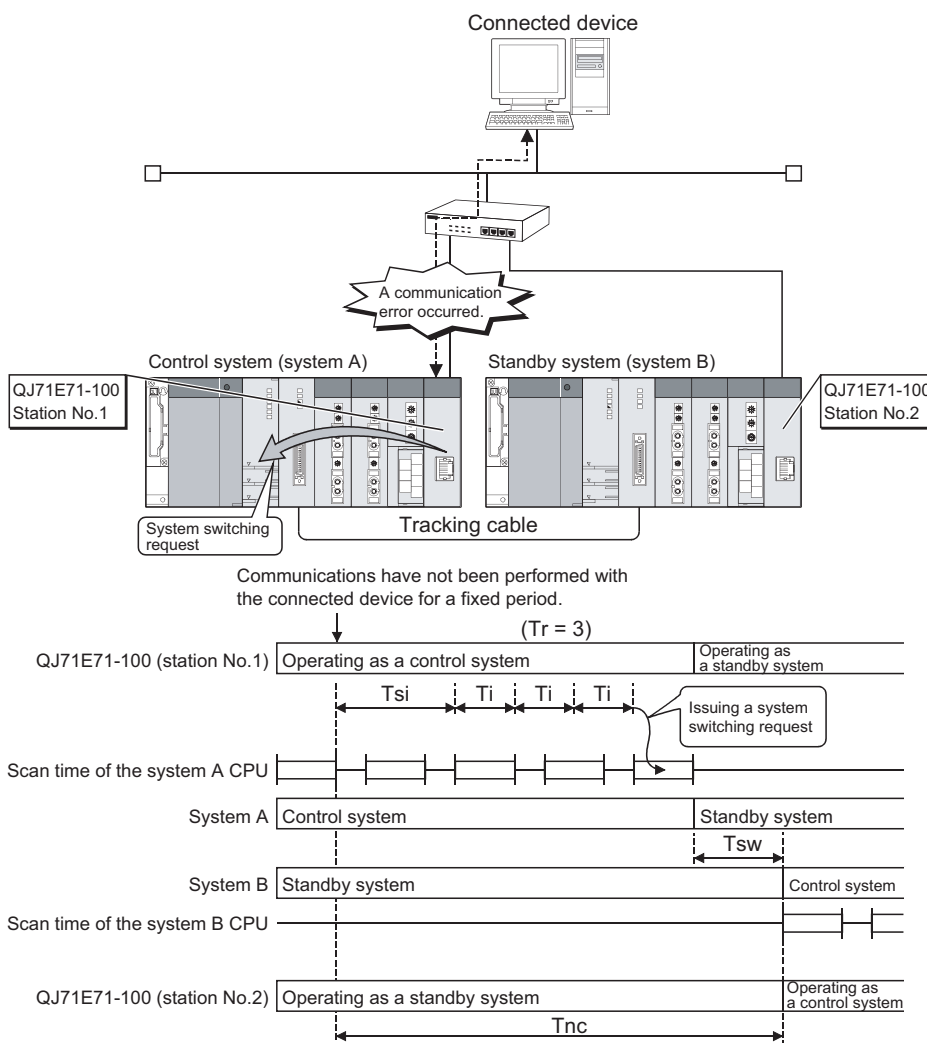 Connected device
A communication
error occurred.
Control system (system A)
Standby system (system B)
QJ71E71-100
Station No.1
QJ71E71-100
Station No.2
System switching
request
Tracking cable
Communications have not been performed with
the connected device for a fixed period.
(Tr = 3)
QJ71E71-100 (station No.1)
Operating as a control system
Operating as
a standby system
Tsi
Ti
Ti
Ti
Issuing a system
switching request
Scan time of the system A CPU
System A
Control system
Standby system
Tsw
System B
Standby system
Control system
Scan time of the system B CPU
QJ71E71-100 (station No.2)
Operating as a standby system
Operating as
a control system
Tnc